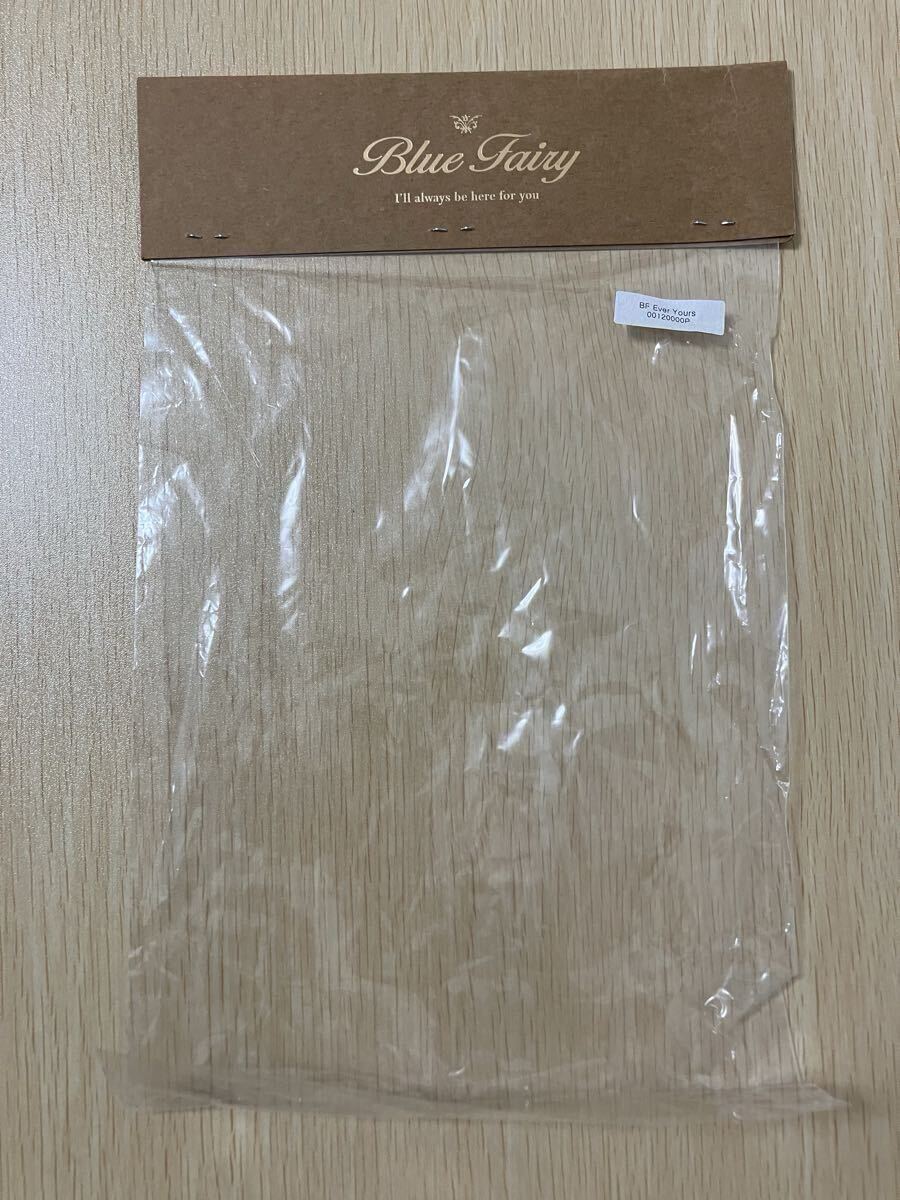 Blue Fairy
I'll always be here for you
BF Ever Yours
00120000P